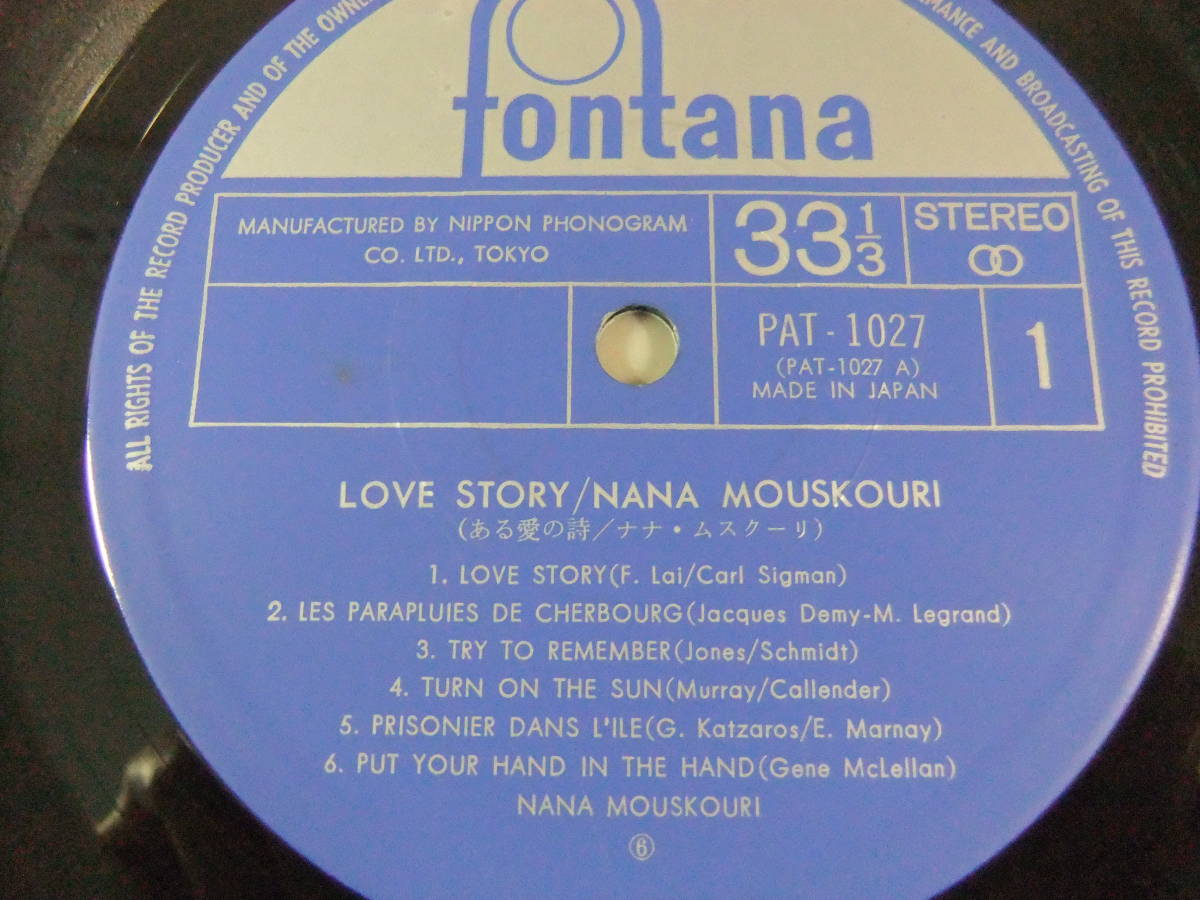 ALL RIGHTS OF THE RECORD PRODUCER AND OF THE OWNE
RMANCE AND BROADCASTING OF THIS RECORD PROHIBITED
fontana
MANUFACTURED BY NIPPON PHONOGRAM
CO. LTD., TOKYO
33 1/3
STEREO
PAT-1027
(PAT-1027 A)
MADE IN JAPAN
1
LOVE STORY/NANA MOUSKOURI
(ある愛の詩/ナナ・ムスクーリ)
1. LOVE STORY(F. Lai/Carl Sigman)
2. LES PARAPLUIES DE CHERBOURG(Jacques Demy-M. Legrand)
3. TRY TO REMEMBER(Jones/Schmidt)
4. TURN ON THE SUN(Murray/Callender)
5. PRISONIER DANS L'ILE(G. Katzaros/E. Marnay)
6. PUT YOUR HAND IN THE HAND(Gene McLellan)
NANA MOUSKOURI
⑥